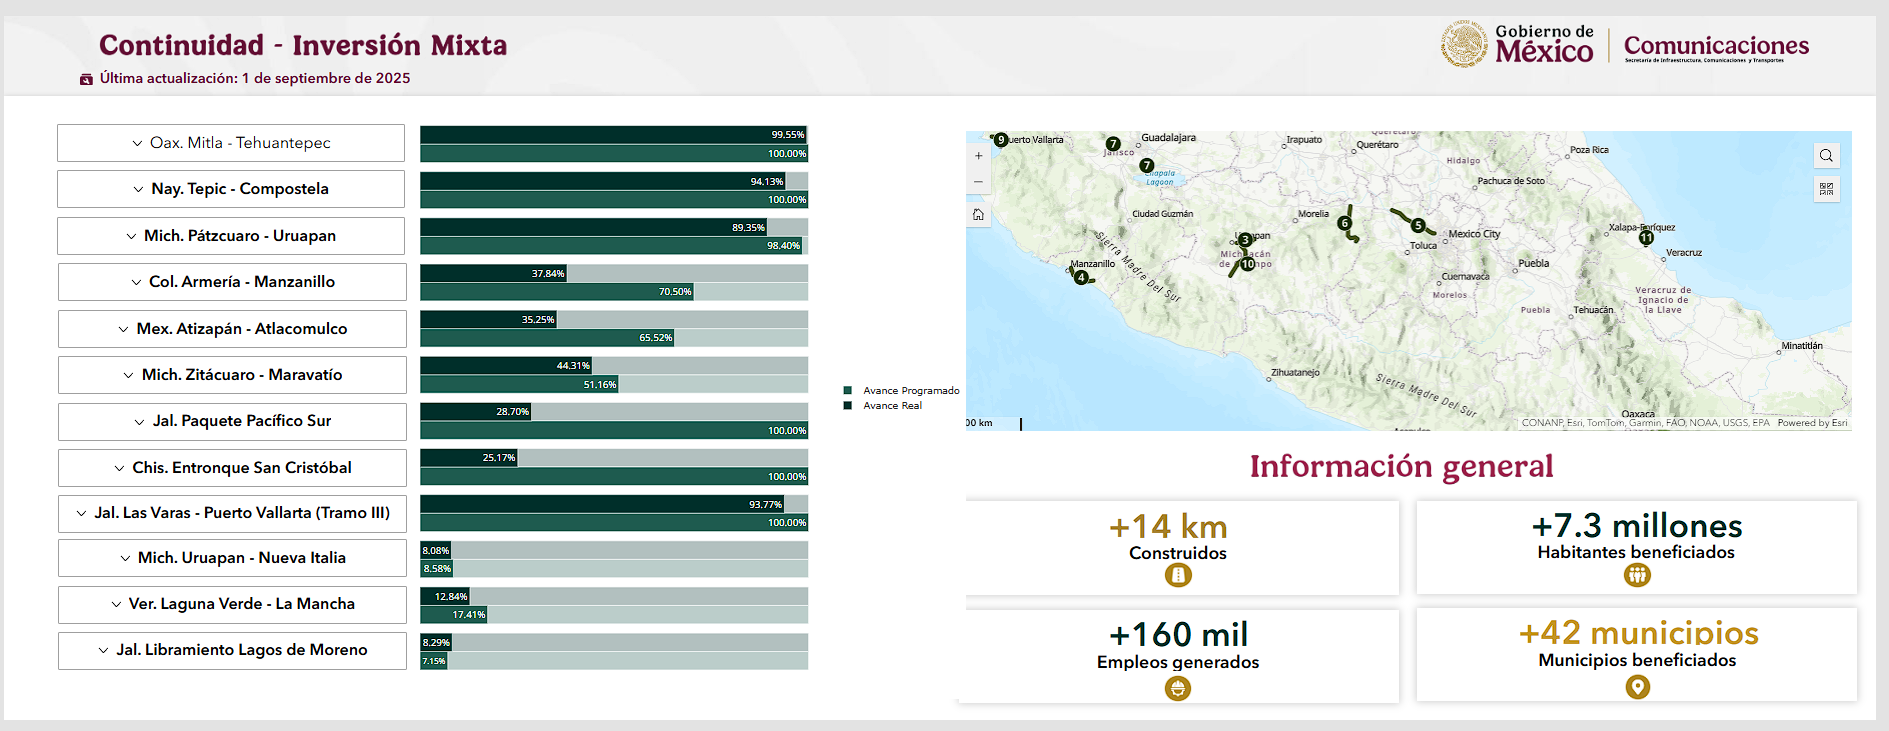 Continuidad - Inversión Mixta
Última actualización: 1 de septiembre de 2025
Gobierno de
México
Comunicaciones
Secretaría de Infraestructura, Comunicaciones y Transportes
Oax. Mitla - Tehuantepec
99.55%
100.00%
Nay. Tepic - Compostela
94.13%
100.00%
Mich. Pátzcuaro - Uruapan
89.35%
98.40%
Col. Armería - Manzanillo
37.84%
70.50%
Mex. Atizapán - Atlacomulco
35.25%
65.52%
Mich. Zitácuaro - Maravatío
44.31%
51.16%
Jal. Paquete Pacífico Sur
28.70%
100.00%
Chis. Entronque San Cristóbal
25.17%
100.00%
Jal. Las Varas - Puerto Vallarta (Tramo III)
93.77%
100.00%
Mich. Uruapan - Nueva Italia
8.08%
8.58%
Ver. Laguna Verde - La Mancha
12.84%
17.41%
Jal. Libramiento Lagos de Moreno
8.29%
7.15%
Avance Programado
Avance Real
9
uerto Vallarta
7
Guadalajara
Jalisco
7
Chapala
Lagoon
Irapuato
Querétaro
Querétaro
Hidalgo
Poza Rica
Pachuca de Soto
Ciudad Guzmán
Morelia
6
5
Mexico City
Toluca
Xalapa-Enríquez
11
Veracruz
3
10
Manzanillo
4
Sierra Madre Del Sur
Cuernavaca
Morelos
Puebla
Puebla
Tehuacán
Veracruz de
Ignacio de
la Llave
Minatitlán
Zihuatanejo
Sierra Madre Del Sur
Oaxaca
00 km
CONANP, Esri, TomTom, Garmin, FAO, NOAA, USGS, EPA
Powered by Esri
Información general
+14 km
Construidos
+7.3 millones
Habitantes beneficiados
+160 mil
Empleos generados
+42 municipios
Municipios beneficiados